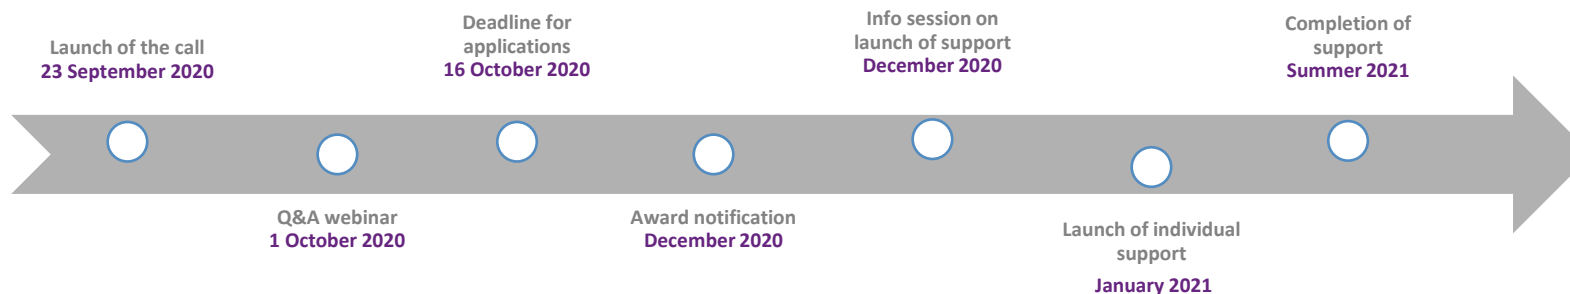 Launch of the call
23 September 2020
Q&A webinar
1 October 2020
Deadline for
applications
16 October 2020
Award notification
December 2020
Info session on
launch of support
December 2020
Launch of individual
support
January 2021
Completion of
support
Summer 2021